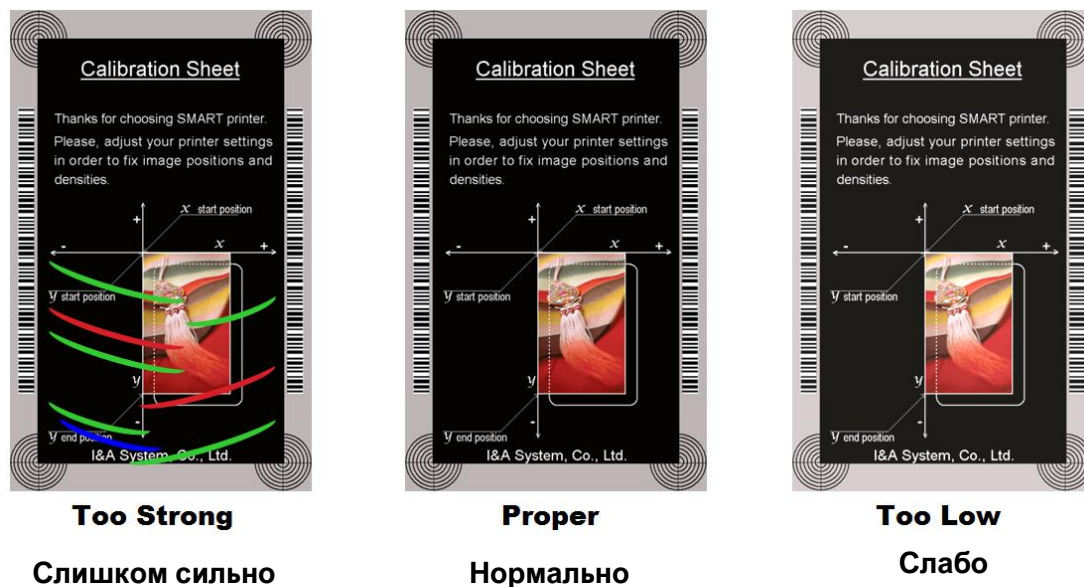 Calibration Sheet
Thanks for choosing SMART printer.
Please, adjust your printer settings
in order to fix image positions and
densities.
x start position
+
- x +
y start position
y
-
y end position
I&A System, Co., Ltd.
Too Strong
Слишком сильно
Calibration Sheet
Thanks for choosing SMART printer.
Please, adjust your printer settings
in order to fix image positions and
densities.
x start position
+
- x +
y start position
y
-
y end position
I&A System, Co., Ltd.
Proper
Нормально
Calibration Sheet
Thanks for choosing SMART printer.
Please, adjust your printer settings
in order to fix image positions and
densities.
x start position
+
- x +
y start position
y
-
y end position
I&A System, Co., Ltd.
Too Low
Слабо